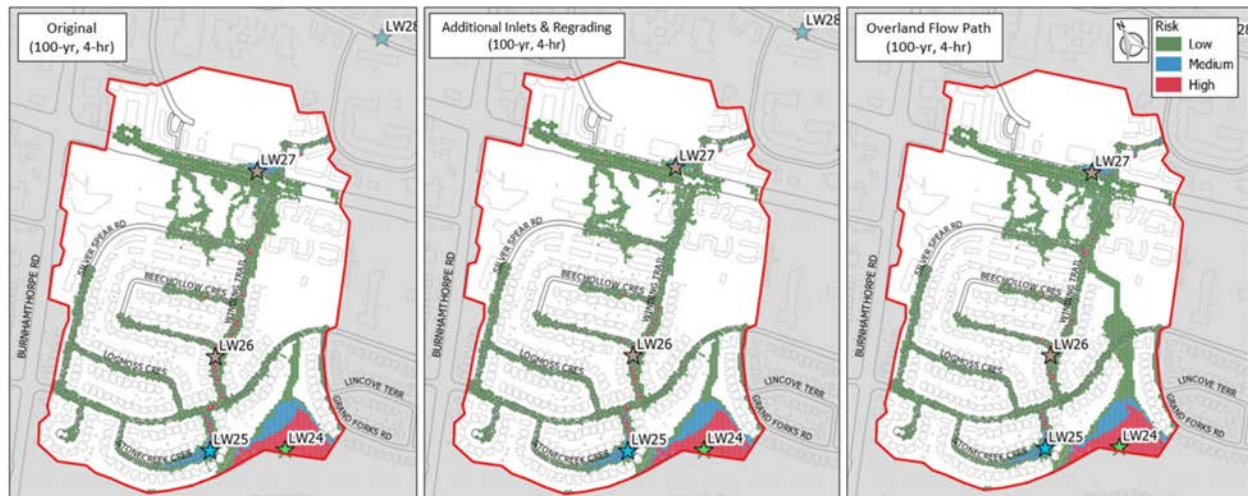 Original
(100-yr, 4-hr)
LW28
LW27
SILVER SPEAR RD
BURNHAMTHORPE RD
BEECHOLLOW CRES
WINDING TRAIL
LW26
LOGMOSS CRES
LINCOVE TERR
GRAND FORKS RD
LW25
LW24
STONECREEK CRES
Additional Inlets & Regrading
(100-yr, 4-hr)
LW28
LW27
SILVER SPEAR RD
BURNHAMTHORPE RD
BEECHOLLOW CRES
WINDING TRAIL
LW26
LOGMOSS CRES
LINCOVE TERR
GRAND FORKS RD
LW25
LW24
STONECREEK CRES
Overland Flow Path
(100-yr, 4-hr)
N
Risk
Low
Medium
High
LW27
SILVER SPEAR RD
BURNHAMTHORPE RD
BEECHOLLOW CRES
WINDING TRAIL
LW26
LOGMOSS CRES
LINCOVE TERR
GRAND FORKS RD
LW25
LW24
STONECREEK CRES